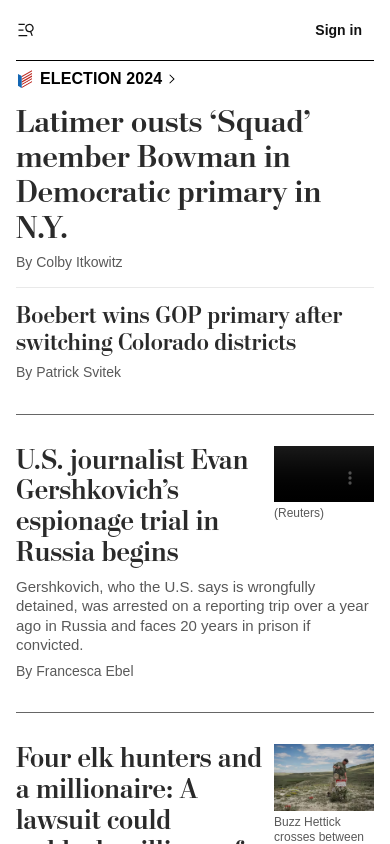 Sign in
ELECTION 2024
Latimer ousts ‘Squad’
member Bowman in
Democratic primary in
N.Y.
By Colby Itkowitz
Boebert wins GOP primary after
switching Colorado districts
By Patrick Svitek
U.S. journalist Evan
Gershkovich’s
espionage trial in
Russia begins
(Reuters)
Gershkovich, who the U.S. says is wrongfully
detained, was arrested on a reporting trip over a year
ago in Russia and faces 20 years in prison if
convicted.
By Francesca Ebel
Four elk hunters and
a millionaire: A
lawsuit could
Buzz Hettick
crosses between